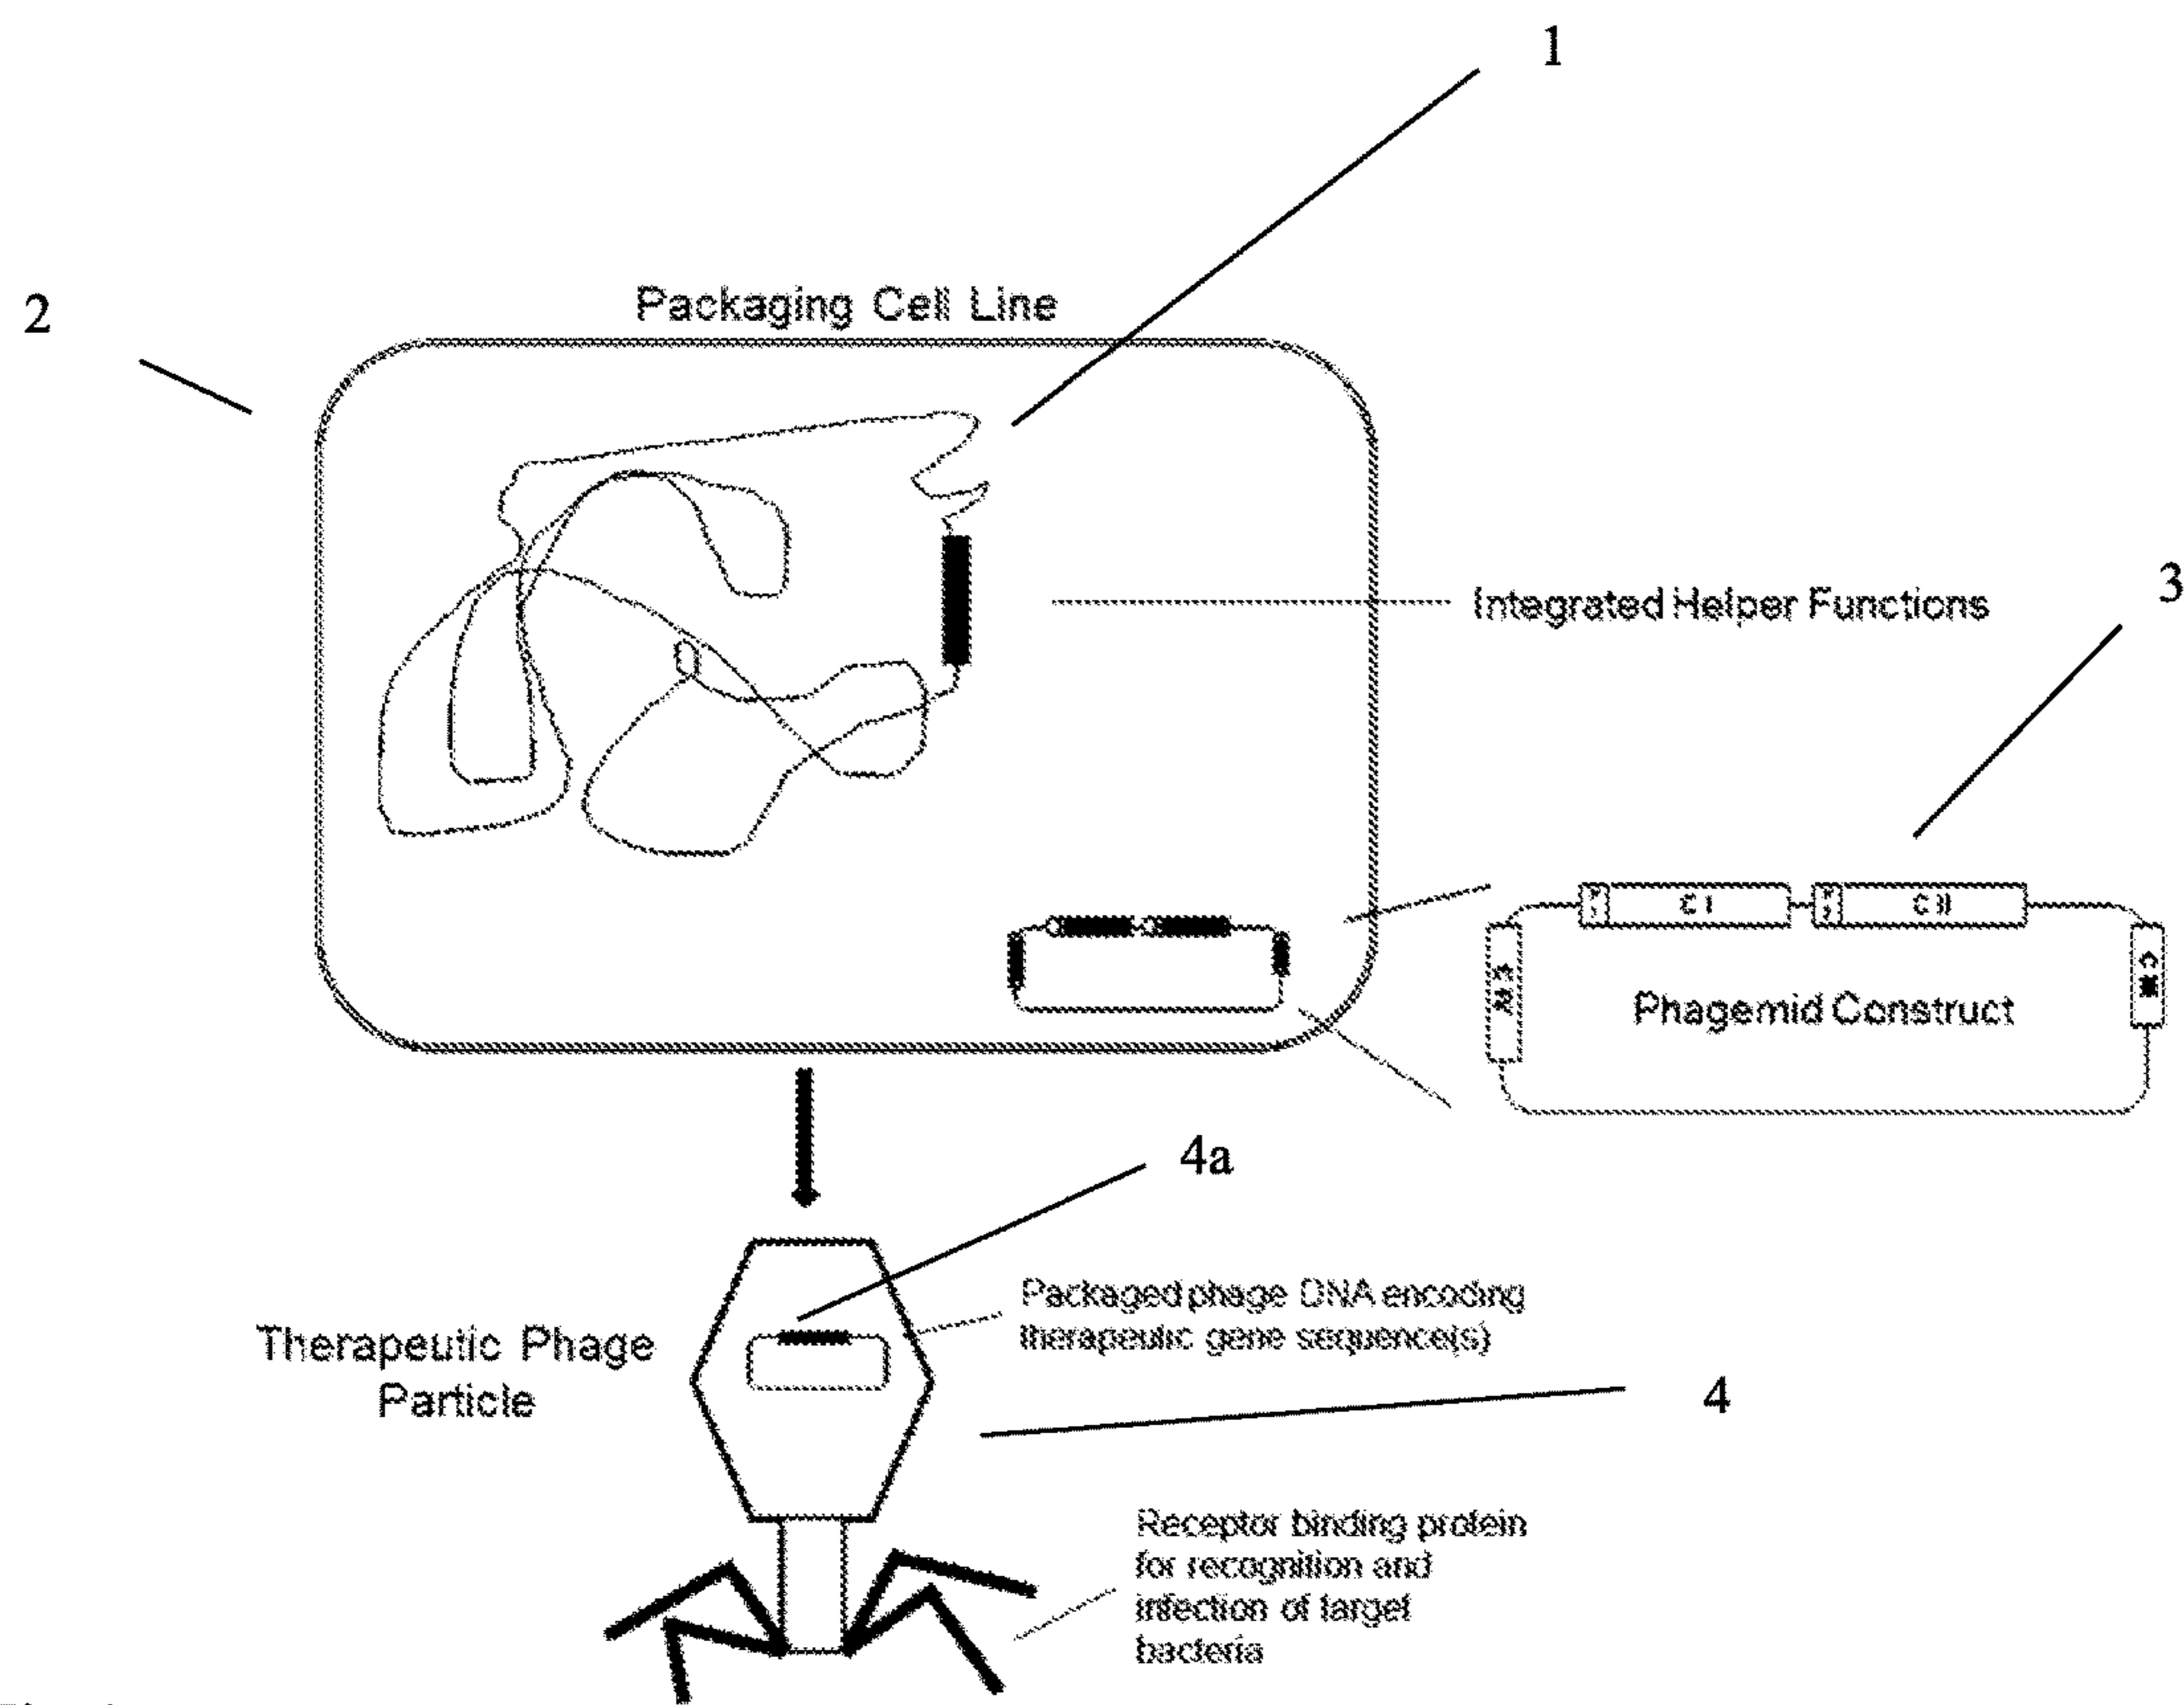 1
2
Packaging Cell Line
Integrated Helper Functions
3
C I
C II
Phagemid Construct
4a
Packaged phage DNA encoding
therapeutic gene sequence(s)
Therapeutic Phage
Particle
4
Receptor binding protein
for recognition and
infection of target
bacteria